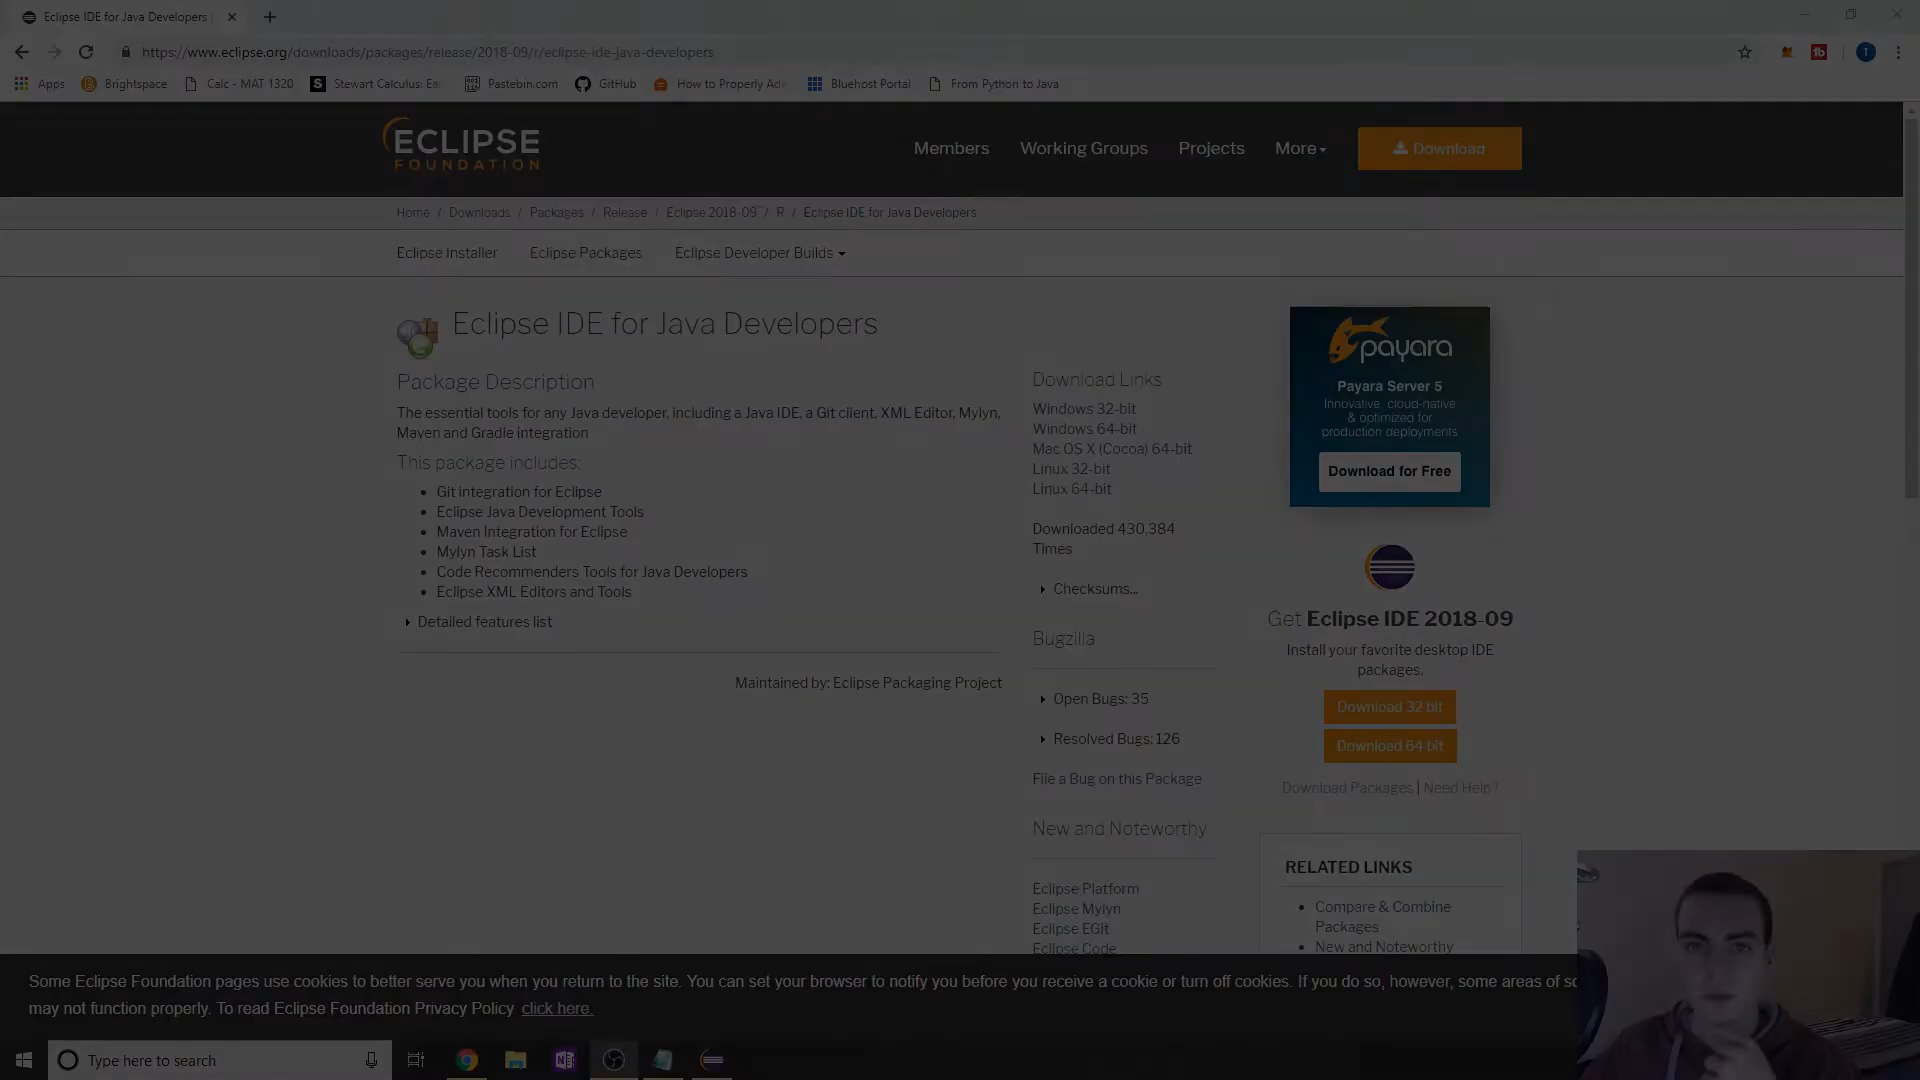 Eclipse IDE for Java Developers
https://www.eclipse.org/downloads/packages/release/2018-09/r/eclipse-ide-java-developers
Apps
Brightspace
Calc - MAT 1320
Stewart Calculus: Ea
Pastebin.com
GitHub
How to Properly Ad
Bluehost Portal
From Python to Java
ECLIPSE
FOUNDATION
Members
Working Groups
Projects
More
Download
Home / Downloads / Packages / Release / Eclipse 2018-09 / R / Eclipse IDE for Java Developers
Eclipse Installer
Eclipse Packages
Eclipse Developer Builds
Eclipse IDE for Java Developers
Package Description
The essential tools for any Java developer, including a Java IDE, a Git client, XML Editor, Mylyn,
Maven and Gradle integration
This package includes:
Git integration for Eclipse
Eclipse Java Development Tools
Maven Integration for Eclipse
Mylyn Task List
Code Recommenders Tools for Java Developers
Eclipse XML Editors and Tools
Detailed features list
Maintained by: Eclipse Packaging Project
Download Links
Windows 32-bit
Windows 64-bit
Mac OS X (Cocoa) 64-bit
Linux 32-bit
Linux 64-bit
Downloaded 430,384
Times
Checksums...
Bugzilla
Open Bugs: 35
Resolved Bugs: 126
File a Bug on this Package
New and Noteworthy
Eclipse Platform
Eclipse Mylyn
Eclipse EGit
Eclipse Code
payara
Payara Server 5
Innovative, cloud-native
& optimized for
production deployments
Download for Free
Get Eclipse IDE 2018-09
Install your favorite desktop IDE
packages.
Download 32 bit
Download 64 bit
Download Packages | Need Help?
RELATED LINKS
Compare & Combine
Packages
New and Noteworthy
Some Eclipse Foundation pages use cookies to better serve you when you return to the site. You can set your browser to notify you before you receive a cookie or turn off cookies. If you do so, however, some areas of
may not function properly. To read Eclipse Foundation Privacy Policy click here.
Type here to search